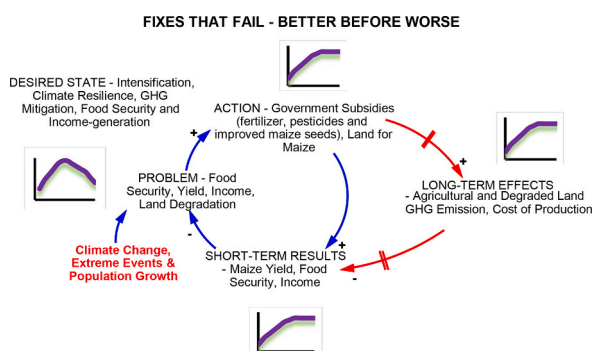 FIXES THAT FAIL - BETTER BEFORE WORSE
DESIRED STATE - Intensification,
Climate Resilience, GHG
Mitigation, Food Security and
Income-generation
ACTION - Government Subsidies
(fertilizer, pesticides and
improved maize seeds), Land for
Maize
+
+
PROBLEM - Food
Security, Yield, Income,
Land Degradation
LONG-TERM EFFECTS
- Agricultural and Degraded Land
GHG Emission, Cost of Production
-
Climate Change,
Extreme Events &
Population Growth
+
SHORT-TERM RESULTS
- Maize Yield, Food
Security, Income
-